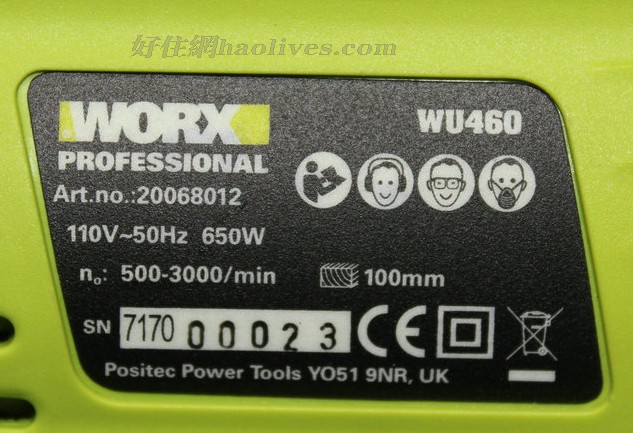 好住網haolives.com
WORX
WU460
PROFESSIONAL
Art.no.:20068012
110V~50Hz 650W
n₀: 500-3000/min
100mm
SN 7170 00023
CE
Positec Power Tools YO51 9NR, UK